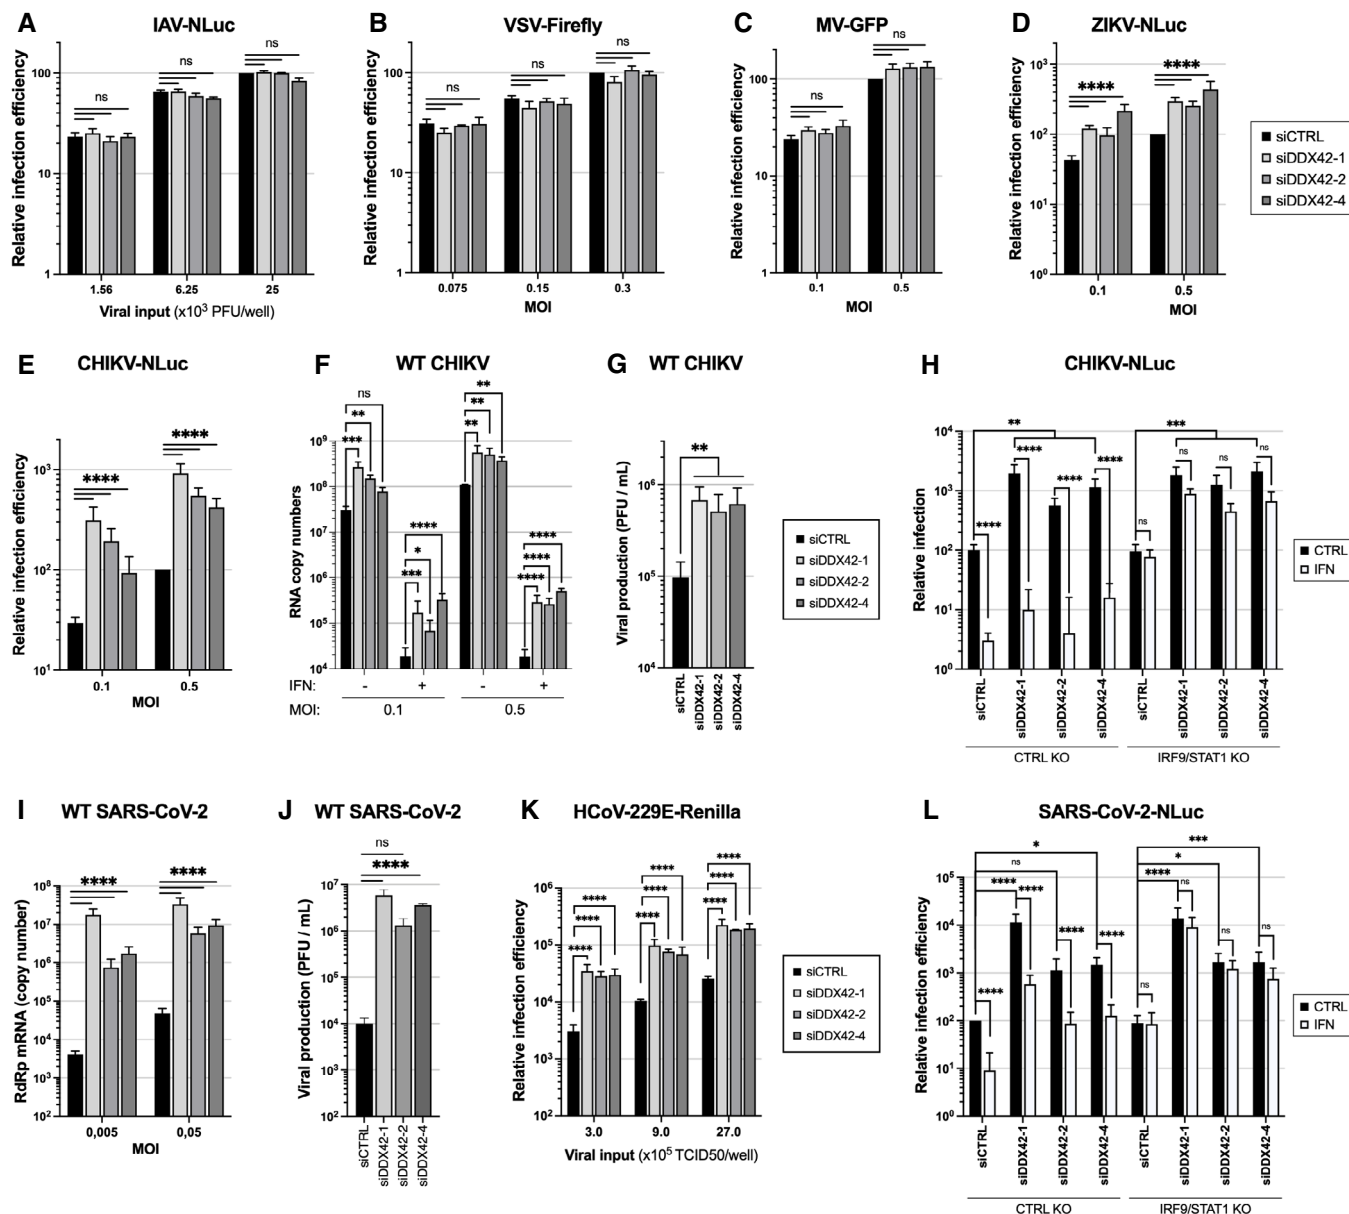 A IAV-NLuc
Relative infection efficiency
100
10
1
ns
ns
ns
1.56 6.25 25
Viral input (x10³ PFU/well)
B VSV-Firefly
Relative infection efficiency
100
10
1
ns
ns
ns
0.075 0.15 0.3
MOI
C MV-GFP
Relative infection efficiency
100
10
1
ns
ns
0.1 0.5
MOI
D ZIKV-NLuc
Relative infection efficiency
10³
10²
10¹
10⁰
****
****
0.1 0.5
MOI
siCTRL
siDDX42-1
siDDX42-2
siDDX42-4
E CHIKV-NLuc
Relative infection efficiency
10³
10²
10¹
****
****
0.1 0.5
MOI
F WT CHIKV
RNA copy numbers
10⁹
10⁸
10⁷
10⁶
10⁵
10⁴
ns
**
***
****
*
***
**
**
**
****
****
****
IFN: - + - +
MOI: 0.1 0.5
G WT CHIKV
Viral production (PFU / mL)
10⁶
10⁵
10⁴
**
siCTRL
siDDX42-1
siDDX42-2
siDDX42-4
siCTRL
siDDX42-1
siDDX42-2
siDDX42-4
H CHIKV-NLuc
Relative infection
10⁴
10³
10²
10¹
10⁰
** ***
**** **** **** ****
ns ns ns ns
siCTRL
siDDX42-1
siDDX42-2
siDDX42-4
siCTRL
siDDX42-1
siDDX42-2
siDDX42-4
CTRL KO IRF9/STAT1 KO
CTRL
IFN
I WT SARS-CoV-2
RdRp mRNA (copy number)
10⁸
10⁷
10⁶
10⁵
10⁴
10³
10²
****
****
0,005 0,05
MOI
J WT SARS-CoV-2
Viral production (PFU / mL)
10⁷
10⁶
10⁵
10⁴
10³
10²
ns
****
siCTRL
siDDX42-1
siDDX42-2
siDDX42-4
K HCoV-229E-Renilla
Relative infection efficiency
10⁶
10⁵
10⁴
10³
10²
****
****
****
****
****
****
****
****
****
3.0 9.0 27.0
Viral input (x10⁵ TCID50/well)
siCTRL
siDDX42-1
siDDX42-2
siDDX42-4
L SARS-CoV-2-NLuc
Relative infection efficiency
10⁵
10⁴
10³
10²
10¹
10⁰
* ***
ns *
**** ****
**** **** **** ****
ns ns ns ns
siCTRL
siDDX42-1
siDDX42-2
siDDX42-4
siCTRL
siDDX42-1
siDDX42-2
siDDX42-4
CTRL KO IRF9/STAT1 KO
CTRL
IFN